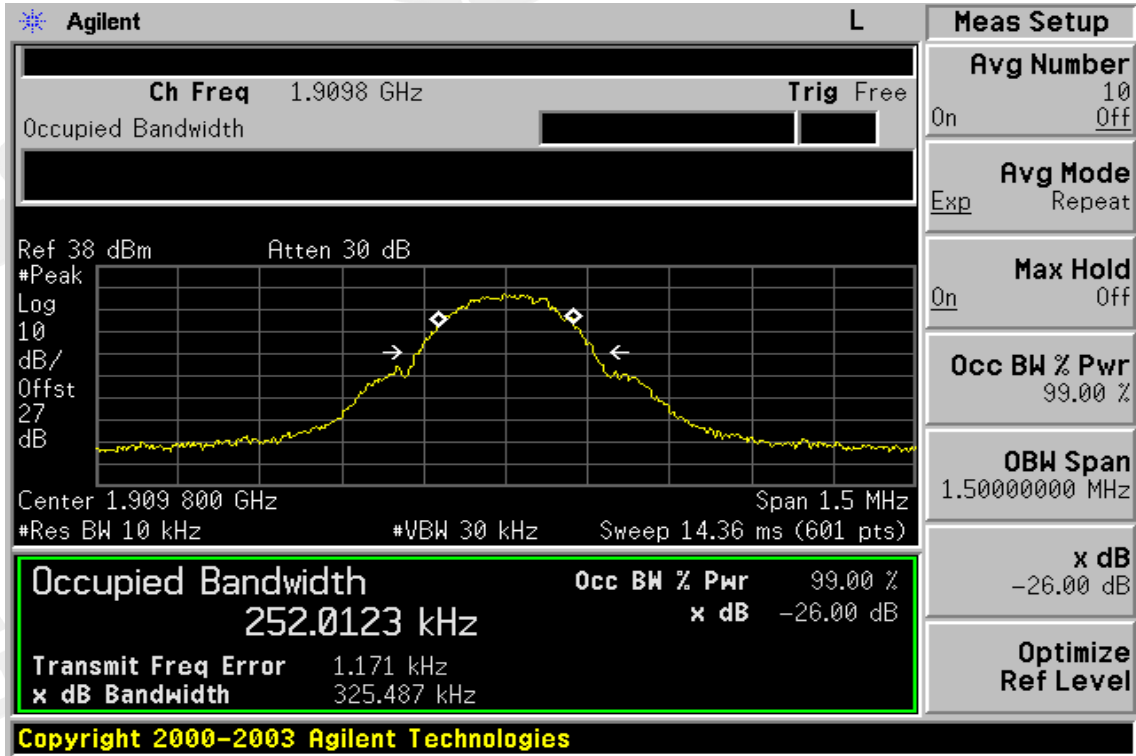 Agilent L
Ch Freq 1.9098 GHz Trig Free
Occupied Bandwidth
Ref 38 dBm Atten 30 dB
#Peak
Log
10
dB/
Offst
27
dB
Center 1.909 800 GHz Span 1.5 MHz
#Res BW 10 kHz #VBW 30 kHz Sweep 14.36 ms (601 pts)
Occupied Bandwidth
252.0123 kHz
Occ BW % Pwr 99.00 %
x dB -26.00 dB
Transmit Freq Error 1.171 kHz
x dB Bandwidth 325.487 kHz
Copyright 2000-2003 Agilent Technologies
Meas Setup
Avg Number
10
On Off
Avg Mode
Exp Repeat
Max Hold
On Off
Occ BW % Pwr
99.00 %
OBW Span
1.50000000 MHz
x dB
-26.00 dB
Optimize
Ref Level